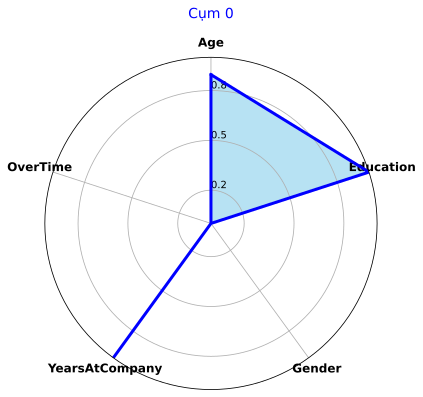 Cụm 0
Age
0.8
0.5
0.2
Education
OverTime
YearsAtCompany
Gender